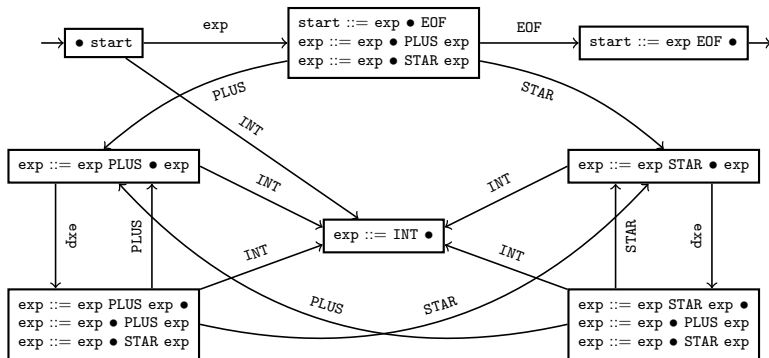 exp
● start
start ::= exp ● EOF
exp ::= exp ● PLUS exp
exp ::= exp ● STAR exp
EOF
start ::= exp EOF ●
PLUS
INT
STAR
exp ::= exp PLUS ● exp
exp ::= exp STAR ● exp
INT
INT
exp
PLUS
exp ::= INT ●
STAR
exp
INT
INT
PLUS
STAR
exp ::= exp PLUS exp ●
exp ::= exp ● PLUS exp
exp ::= exp ● STAR exp
exp ::= exp STAR exp ●
exp ::= exp ● PLUS exp
exp ::= exp ● STAR exp